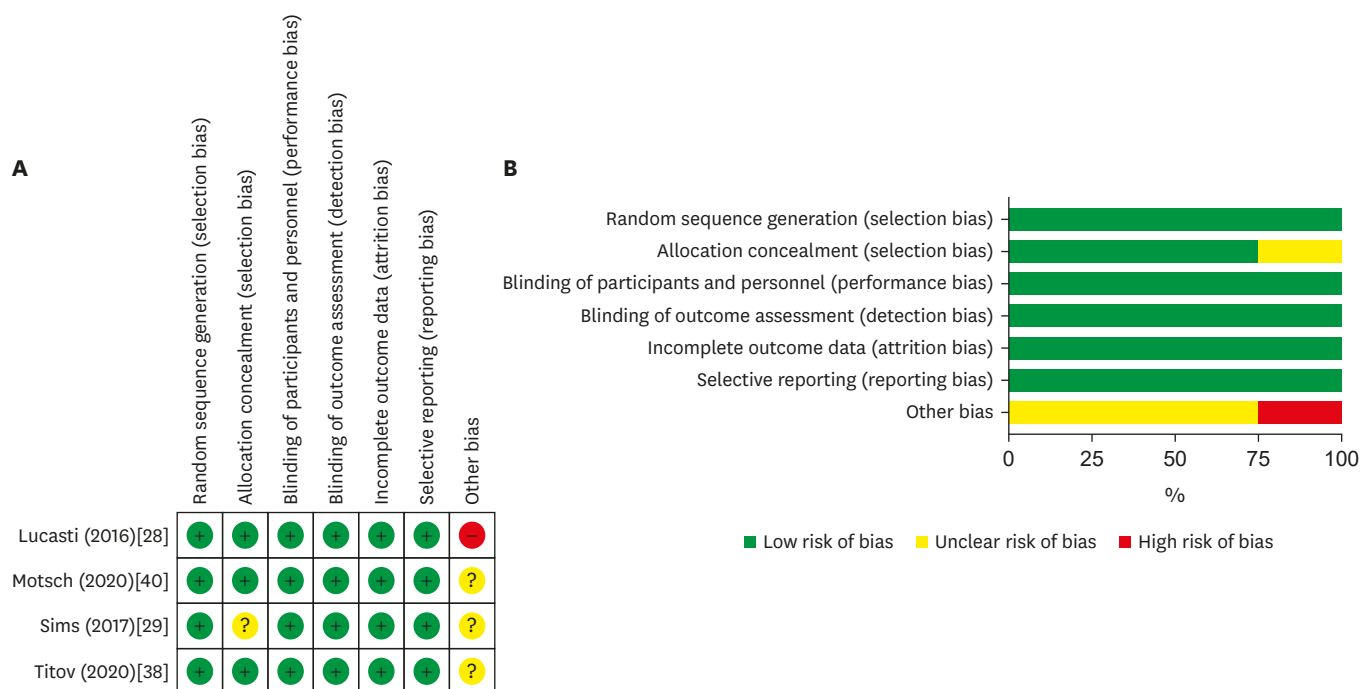 A
Random sequence generation (selection bias)
Allocation concealment (selection bias)
Blinding of participants and personnel (performance bias)
Blinding of outcome assessment (detection bias)
Incomplete outcome data (attrition bias)
Selective reporting (reporting bias)
Other bias
Lucasti (2016)[28] + + + + + + −
Motsch (2020)[40] + + + + + + ?
Sims (2017)[29] + ? + + + + ?
Titov (2020)[38] + + + + + + ?
B
Random sequence generation (selection bias)
Allocation concealment (selection bias)
Blinding of participants and personnel (performance bias)
Blinding of outcome assessment (detection bias)
Incomplete outcome data (attrition bias)
Selective reporting (reporting bias)
Other bias
0 25 50 75 100
%
Low risk of bias Unclear risk of bias High risk of bias